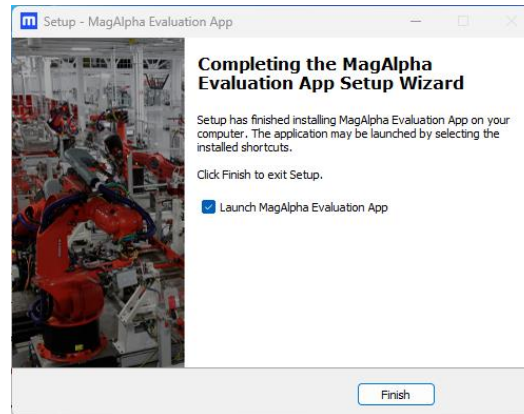 m Setup - MagAlpha Evaluation App
Completing the MagAlpha
Evaluation App Setup Wizard
Setup has finished installing MagAlpha Evaluation App on your
computer. The application may be launched by selecting the
installed shortcuts.
Click Finish to exit Setup.
Launch MagAlpha Evaluation App
Finish